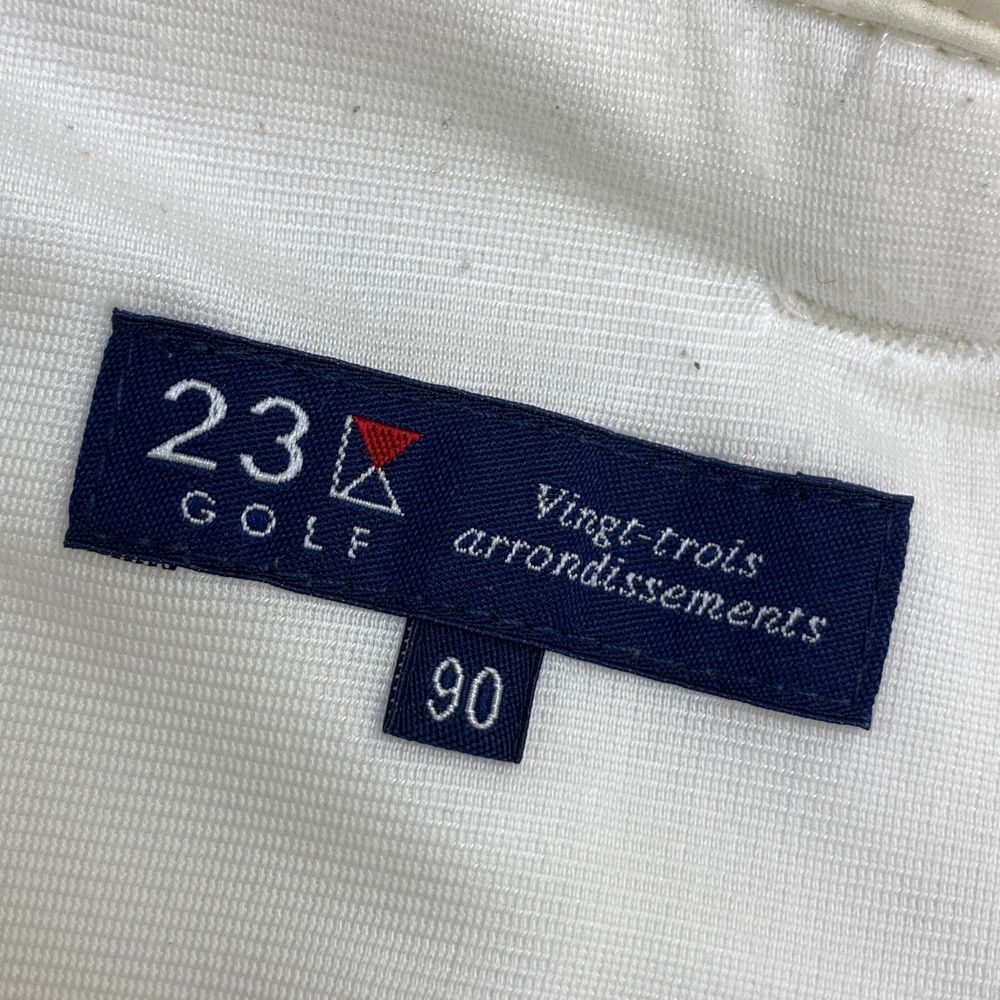 23
GOLF
Vingt-trois
arrondissements
90